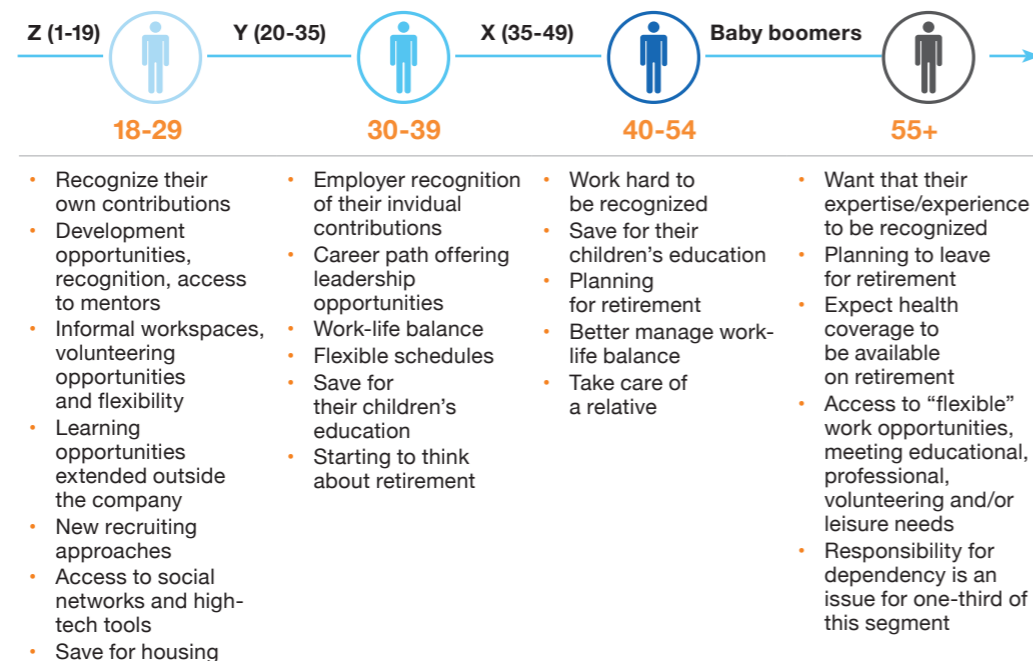 Z (1-19)
Y (20-35)
X (35-49)
Baby boomers
18-29
30-39
40-54
55+
• Recognize their
own contributions
• Development
opportunities,
recognition, access
to mentors
• Informal workspaces,
volunteering
opportunities
and flexibility
• Learning
opportunities
extended outside
the company
• New recruiting
approaches
• Access to social
networks and high-
tech tools
• Save for housing
• Employer recognition
of their invidual
contributions
• Career path offering
leadership
opportunities
• Work-life balance
• Flexible schedules
• Save for
their children's
education
• Starting to think
about retirement
• Work hard to
be recognized
• Save for their
children's education
• Planning
for retirement
• Better manage work-
life balance
• Take care of
a relative
• Want that their
expertise/experience
to be recognized
• Planning to leave
for retirement
• Expect health
coverage to
be available
on retirement
• Access to “flexible”
work opportunities,
meeting educational,
professional,
volunteering and/or
leisure needs
• Responsibility for
dependency is an
issue for one-third of
this segment